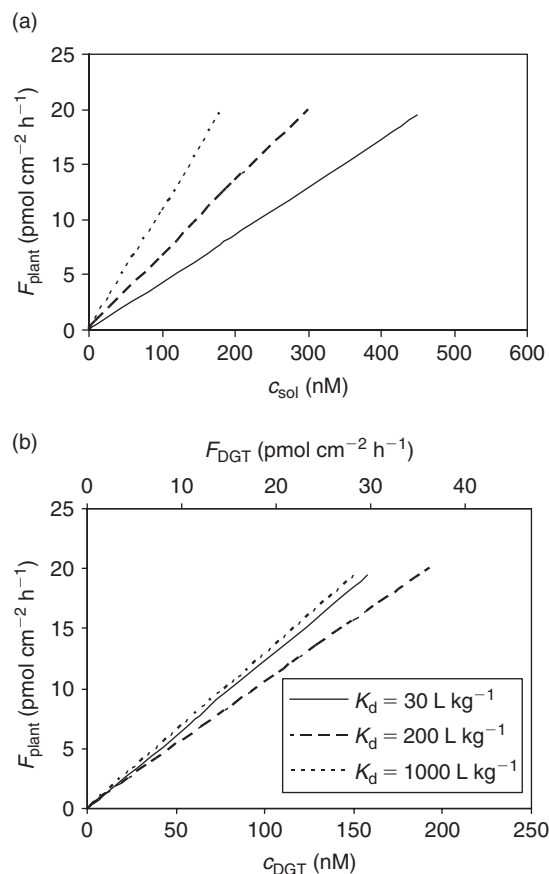 (a)
25
20
15
10
5
0
F_plant (pmol cm⁻² h⁻¹)
0 100 200 300 400 500 600
c_sol (nM)
(b)
F_DGT (pmol cm⁻² h⁻¹)
0 10 20 30 40
25
20
15
10
5
0
F_plant (pmol cm⁻² h⁻¹)
K_d = 30 L kg⁻¹
K_d = 200 L kg⁻¹
K_d = 1000 L kg⁻¹
0 50 100 150 200 250
c_DGT (nM)